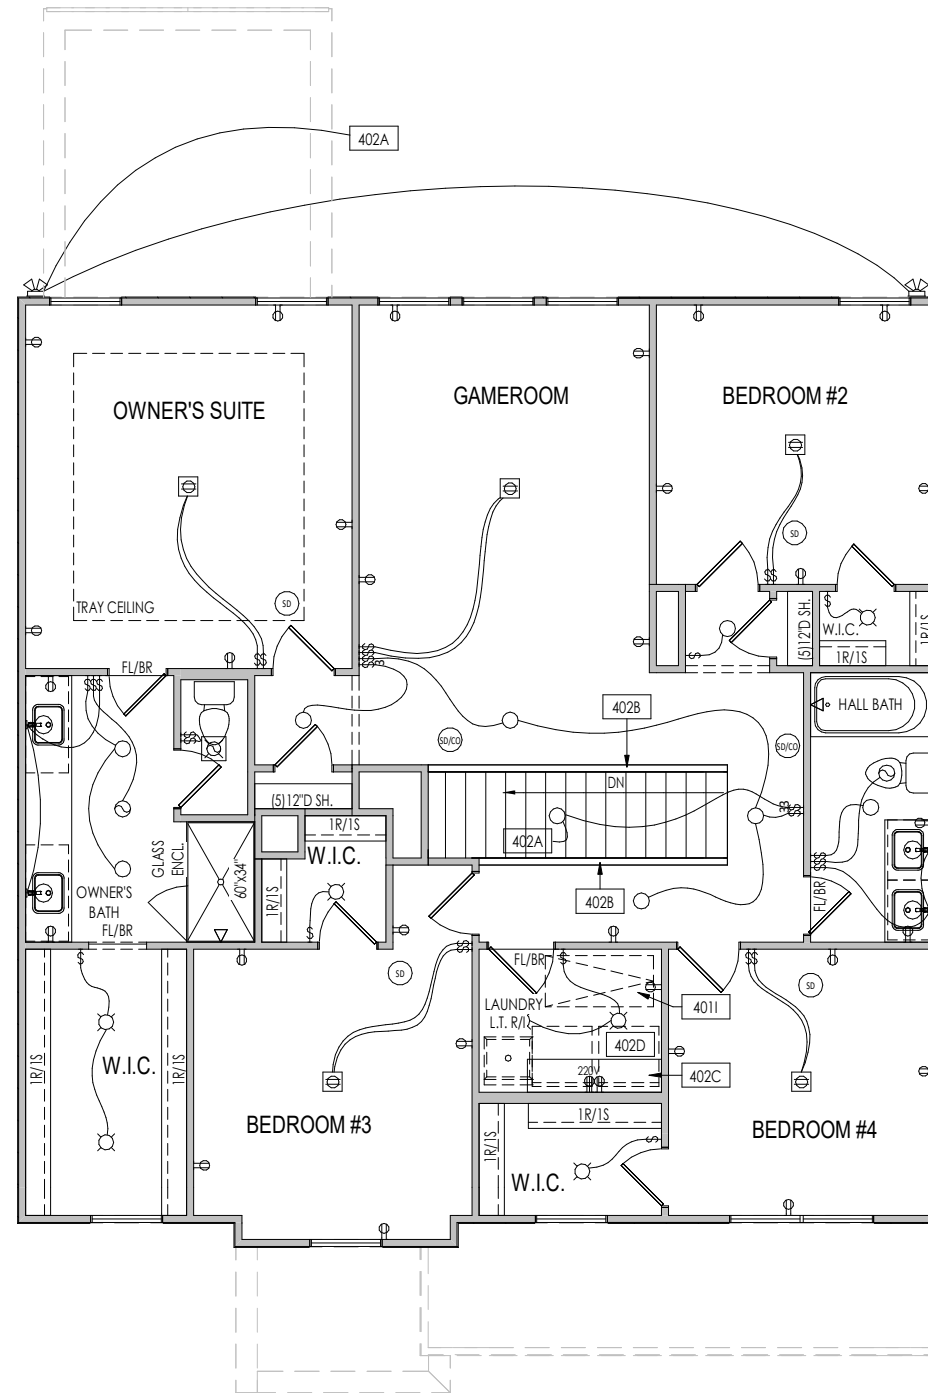 402A
OWNER'S SUITE
GAMEROOM
BEDROOM #2
SD
SD
TRAY CEILING
(5)12"D SH.
W.I.C.
1R/1S
1R/1S
FL/BR
402B
HALL BATH
SD/CO
SD/CO
DN
(5)12"D SH.
1R/1S
W.I.C.
1R/1S
402A
GLASS
ENCL.
60"x34"
OWNER'S
BATH
FL/BR
402B
FL/BR
SD
FL/BR
SD
LAUNDRY
L.T. R/I
401I
402D
220V
402C
1R/1S
W.I.C.
1R/1S
BEDROOM #3
1R/1S
1R/1S
W.I.C.
BEDROOM #4